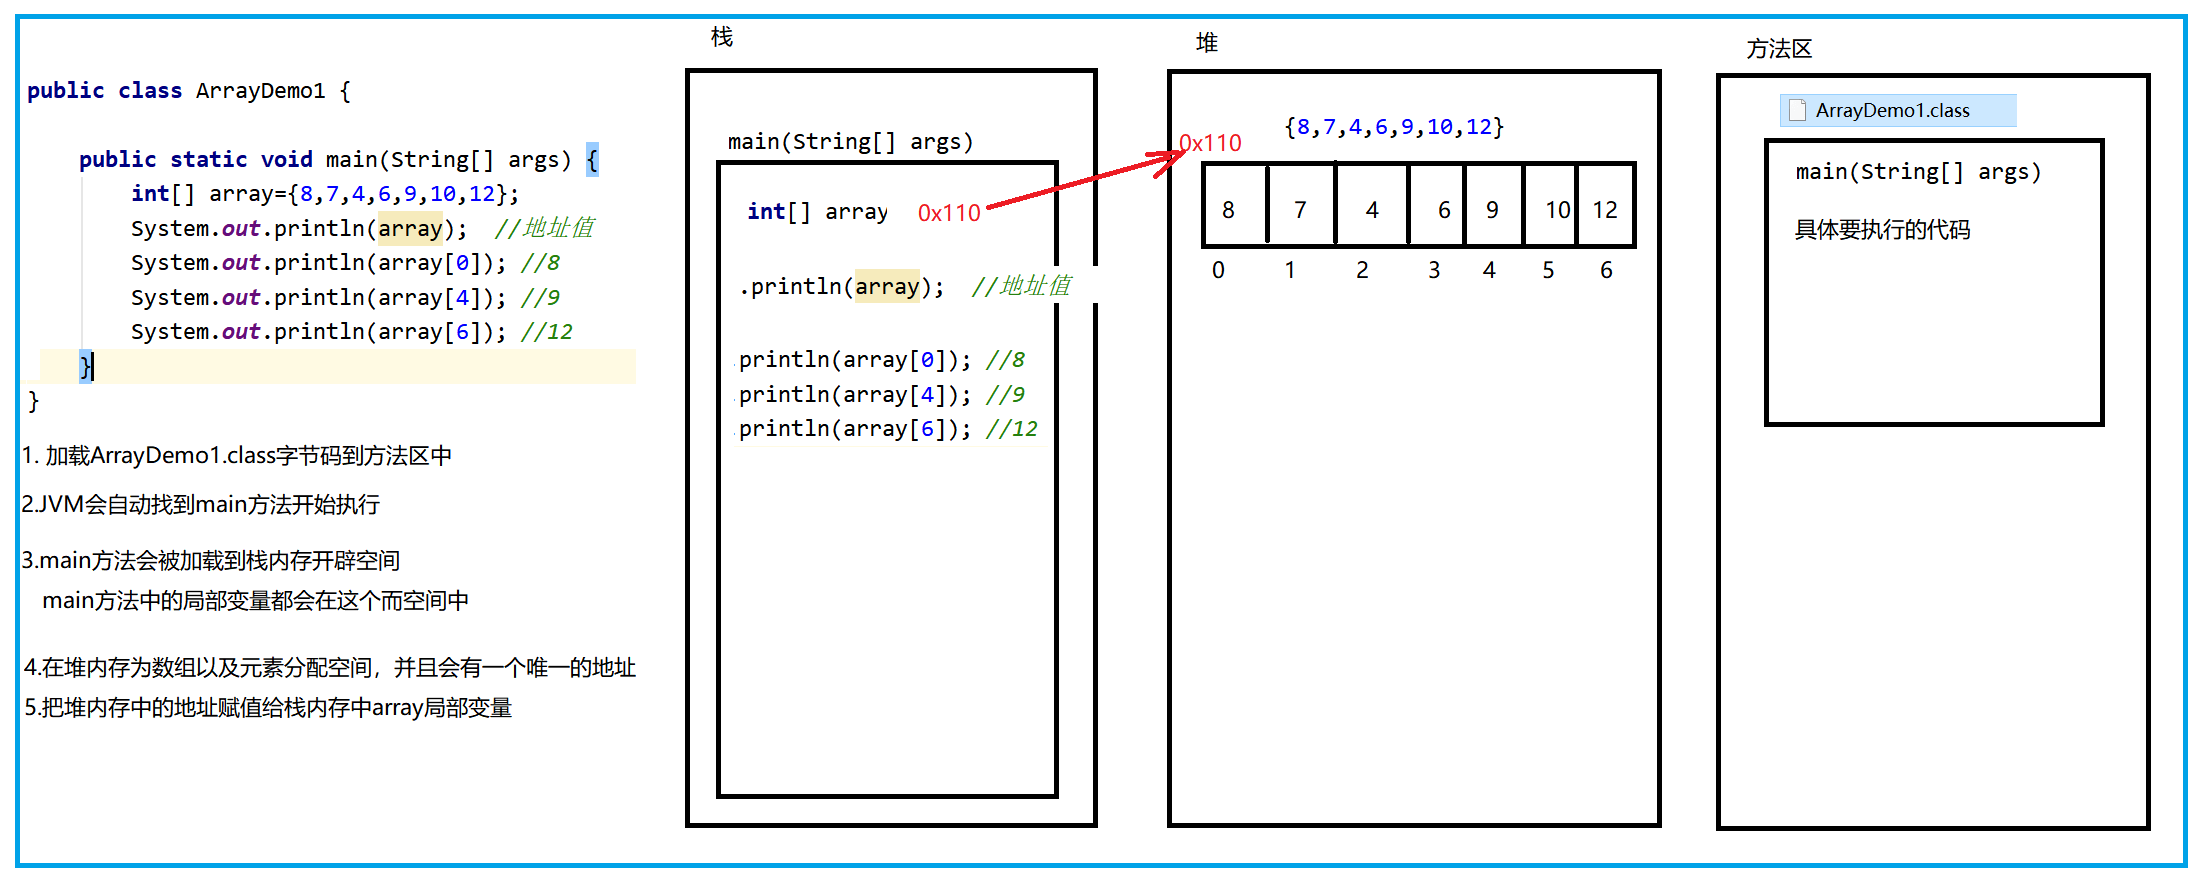 public class ArrayDemo1 {
public static void main(String[] args) {
int[] array={8,7,4,6,9,10,12};
System.out.println(array); //地址值
System.out.println(array[0]); //8
System.out.println(array[4]); //9
System.out.println(array[6]); //12
}
}
1. 加载ArrayDemo1.class字节码到方法区中
2.JVM会自动找到main方法开始执行
3.main方法会被加载到栈内存开辟空间
main方法中的局部变量都会在这个而空间中
4.在堆内存为数组以及元素分配空间，并且会有一个唯一的地址
5.把堆内存中的地址赋值给栈内存中array局部变量
栈
main(String[] args)
int[] array 0x110
.println(array); //地址值
println(array[0]); //8
println(array[4]); //9
println(array[6]); //12
堆
{8,7,4,6,9,10,12}
0x110
8 7 4 6 9 10 12
0 1 2 3 4 5 6
方法区
ArrayDemo1.class
main(String[] args)
具体要执行的代码